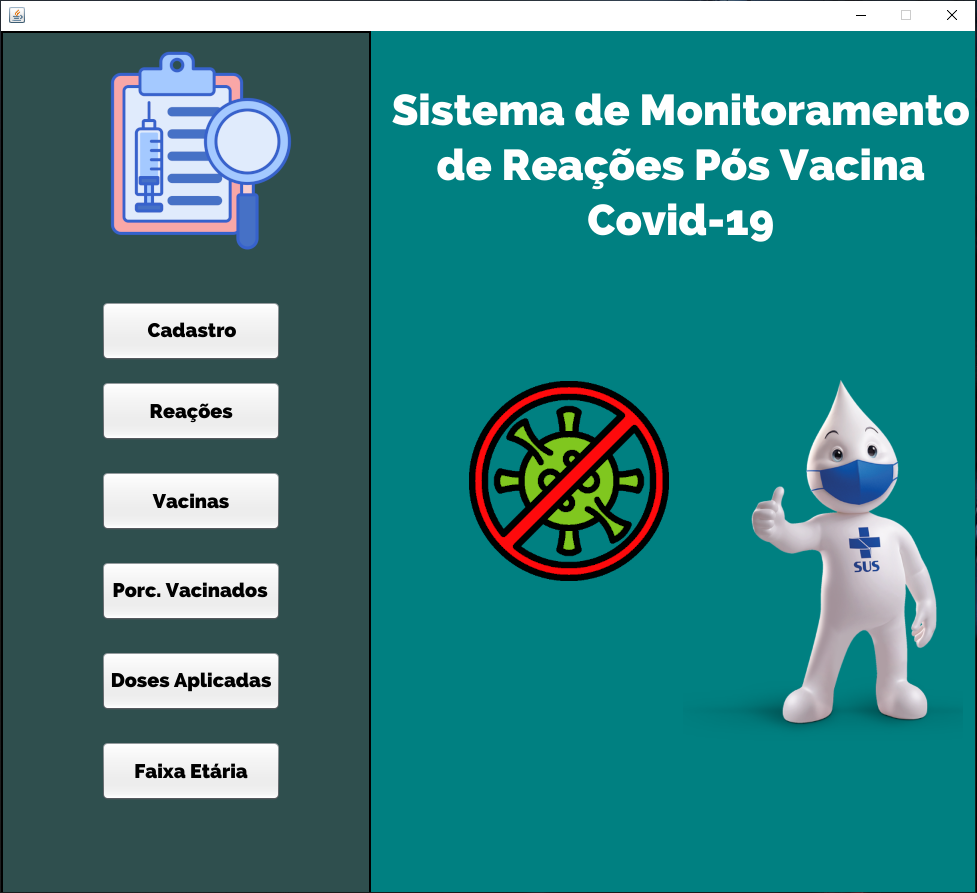 Sistema de Monitoramento
de Reações Pós Vacina
Covid-19
Cadastro
Reações
Vacinas
Porc. Vacinados
Doses Aplicadas
Faixa Etária
SUS